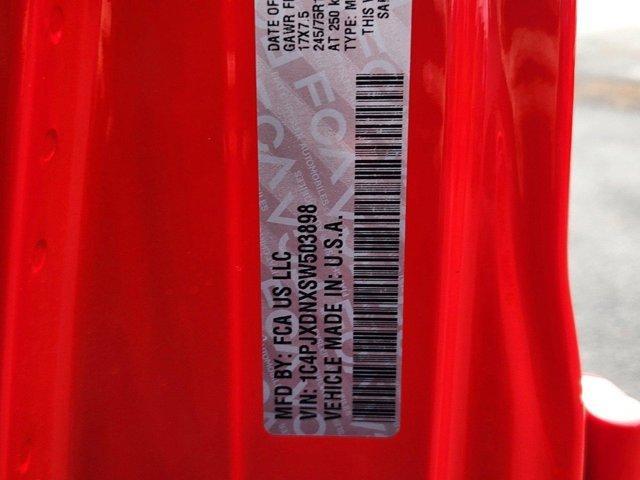 DATE OF
GAWR F
17X7.5
245/75R1
AT 250 k
TYPE: M
THIS V
SA
MFD BY: FCA US LLC
VIN: 1C4PJXDNXSW503898
VEHICLE MADE IN: U.S.A.